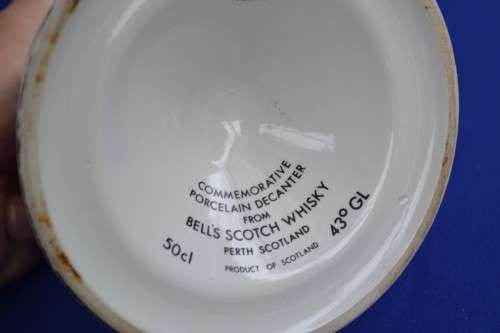 COMMEMORATIVE
PORCELAIN DECANTER
FROM
BELL'S SCOTCH WHISKY
50cl PERTH SCOTLAND 43° GL
PRODUCT OF SCOTLAND